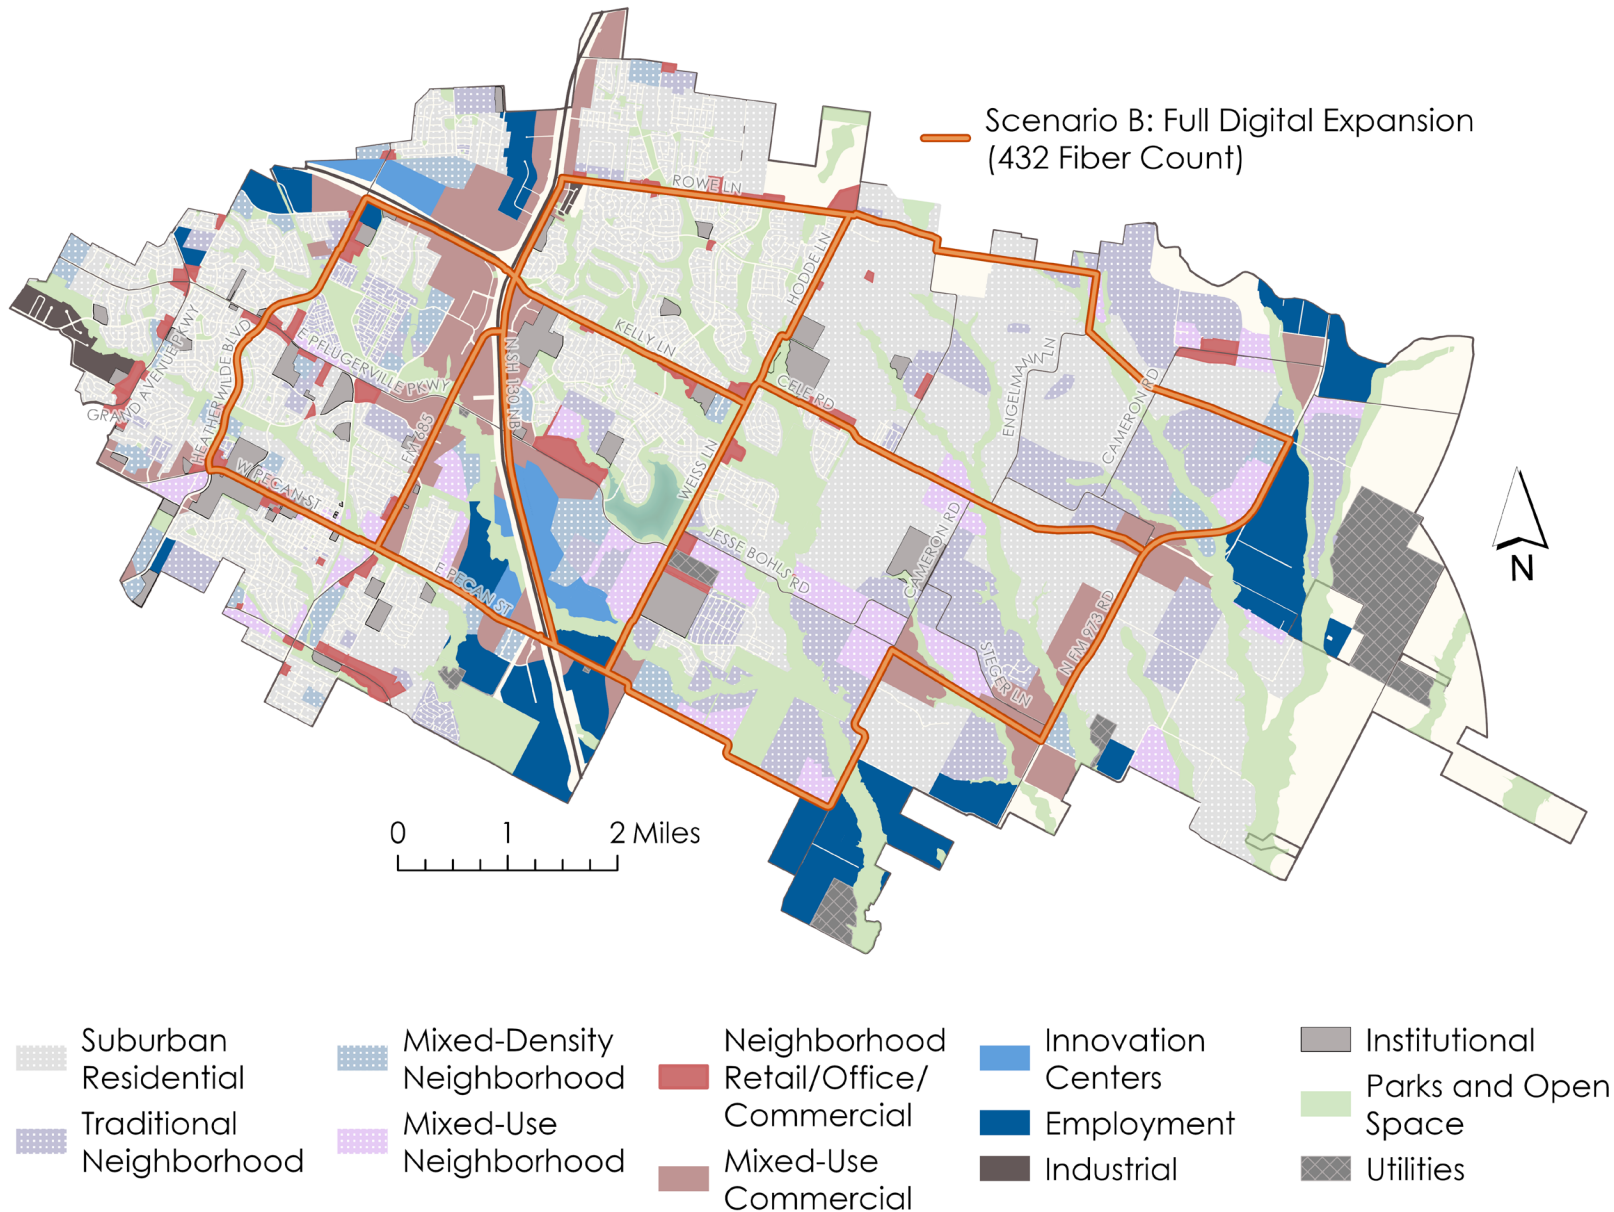 Scenario B: Full Digital Expansion
(432 Fiber Count)
ROWE LN
HODDE LN
KELLY LN
N SH 130 NB
E PFLUGERVILLE PKWY
GRAND AVENUE PKWY
HEATHERWILDE BLVD
FM 685
W PECAN ST
E PECAN ST
WEISS LN
CELE RD
ENGELMANN LN
CAMERON RD
CAMERON RD
JESSE BOHLS RD
STEGER LN
N FM 973 RD
N
0 1 2 Miles
Suburban
Residential
Traditional
Neighborhood
Mixed-Density
Neighborhood
Mixed-Use
Neighborhood
Neighborhood
Retail/Office/
Commercial
Mixed-Use
Commercial
Innovation
Centers
Employment
Industrial
Institutional
Parks and Open
Space
Utilities